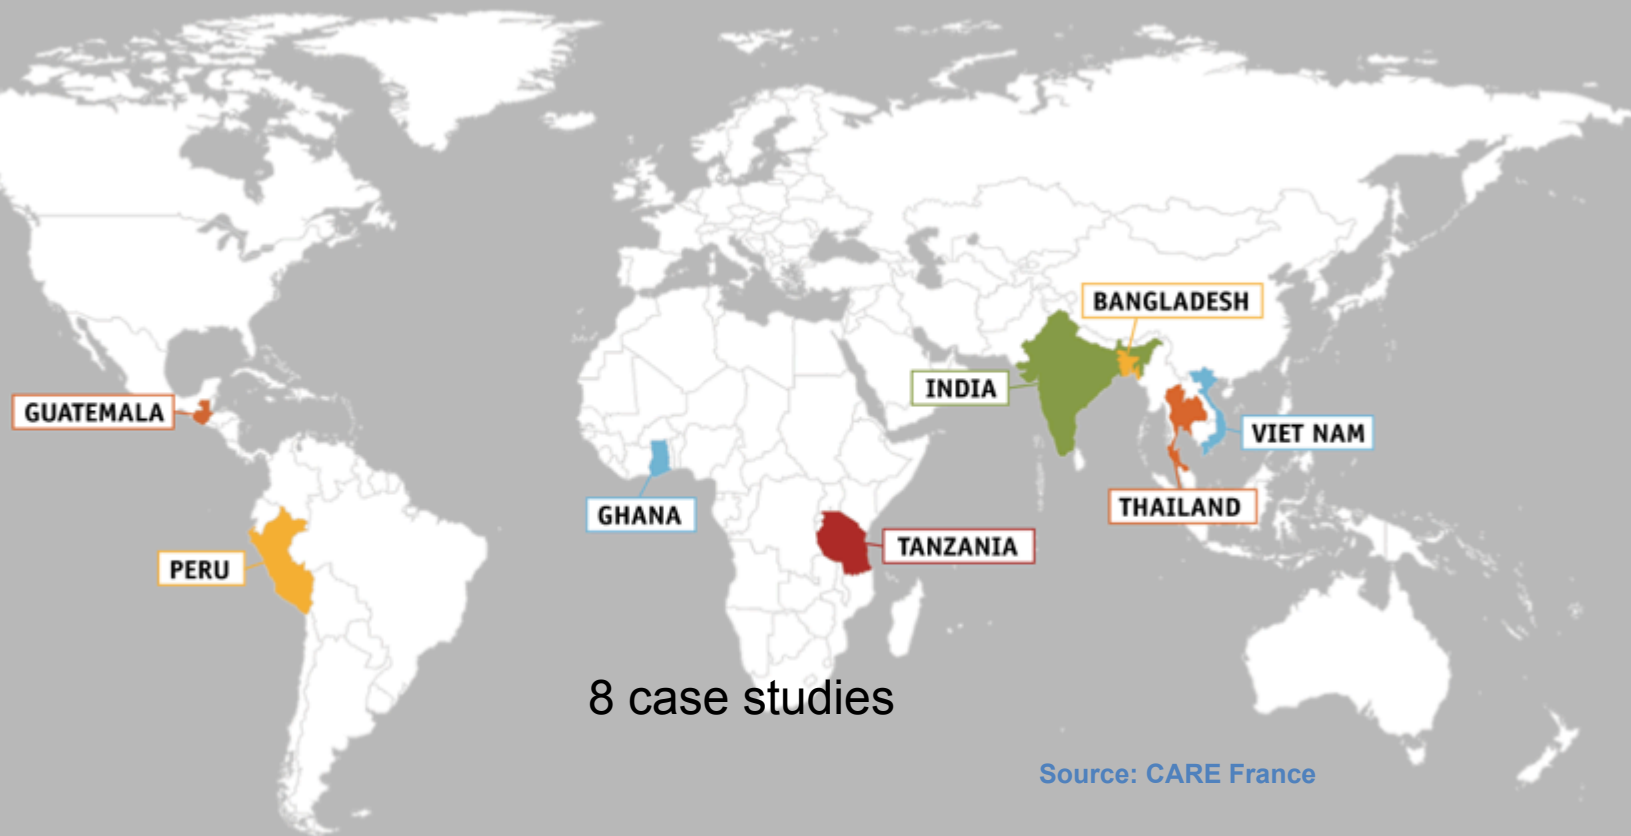 BANGLADESH
INDIA
GUATEMALA
VIET NAM
THAILAND
GHANA
TANZANIA
PERU
8 case studies
Source: CARE France